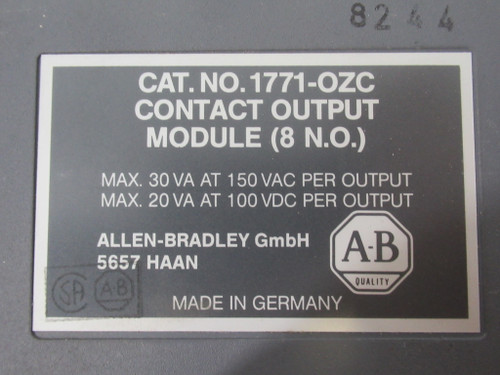 8244
CAT. NO. 1771-OZC
CONTACT OUTPUT
MODULE (8 N.O.)
MAX. 30 VA AT 150 VAC PER OUTPUT
MAX. 20 VA AT 100 VDC PER OUTPUT
ALLEN-BRADLEY GmbH
5657 HAAN
A-B
QUALITY
SA A-B
MADE IN GERMANY